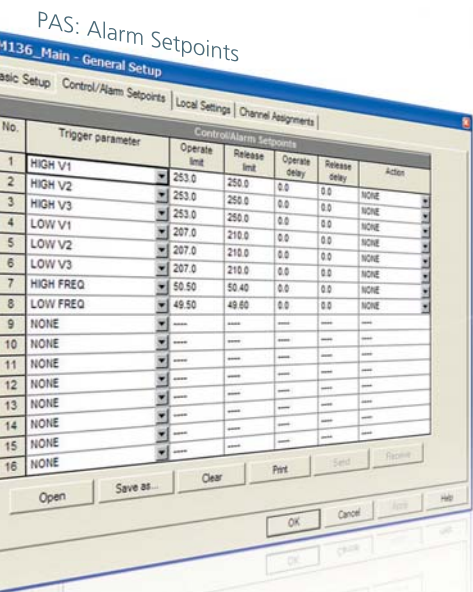 PAS: Alarm Setpoints
M136_Main - General Setup
asic Setup Control/Alarm Setpoints Local Settings Channel Assignments
Control/Alarm Setpoints
No. Trigger parameter Operate limit Release limit Operate delay Release delay Action
1 HIGH V1 253.0 250.0 0.0 0.0 NONE
2 HIGH V2 253.0 250.0 0.0 0.0 NONE
3 HIGH V3 253.0 250.0 0.0 0.0 NONE
4 LOW V1 207.0 210.0 0.0 0.0 NONE
5 LOW V2 207.0 210.0 0.0 0.0 NONE
6 LOW V3 207.0 210.0 0.0 0.0 NONE
7 HIGH FREQ 50.50 50.40 0.0 0.0 NONE
8 LOW FREQ 49.50 49.60 0.0 0.0 NONE
9 NONE ---- ---- ---- ---- ----
10 NONE ---- ---- ---- ---- ----
11 NONE ---- ---- ---- ---- ----
12 NONE ---- ---- ---- ---- ----
13 NONE ---- ---- ---- ---- ----
14 NONE ---- ---- ---- ---- ----
15 NONE ---- ---- ---- ---- ----
16 NONE ---- ---- ---- ---- ----
Open Save as... Clear Print Send Receive
OK Cancel Apply Help